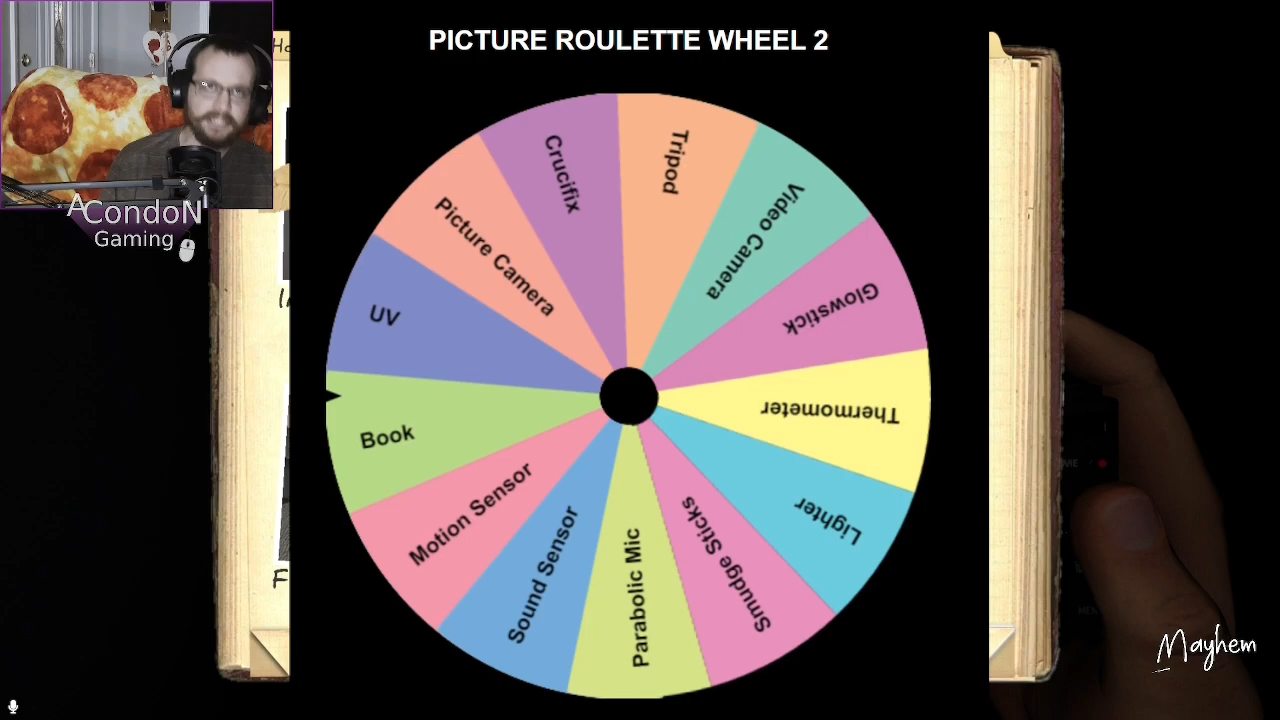 PICTURE ROULETTE WHEEL 2
Ho
ACondoN
Gaming
Crucifix
Tripod
Video Camera
Picture Camera
Glowstick
UV
Thermometer
Book
Lighter
Motion Sensor
Sound Sensor
Parabolic Mic
Smudge Sticks
F
Mayhem